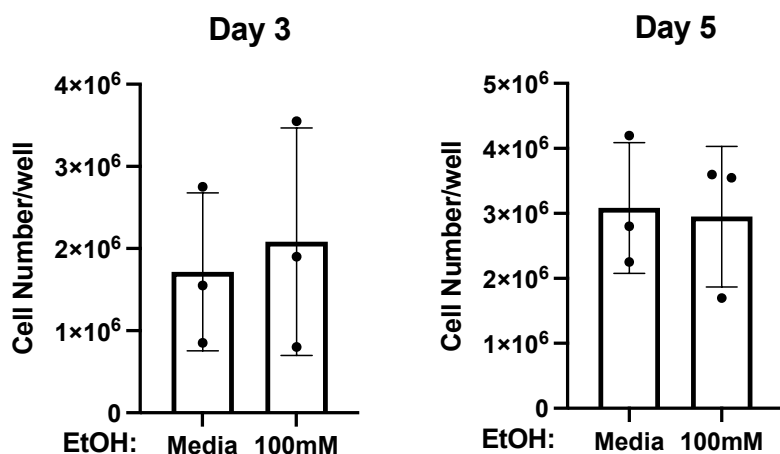 Day 3
Cell Number/well
4×10⁶
3×10⁶
2×10⁶
1×10⁶
0
EtOH: Media 100mM
Day 5
Cell Number/well
5×10⁶
4×10⁶
3×10⁶
2×10⁶
1×10⁶
0
EtOH: Media 100mM